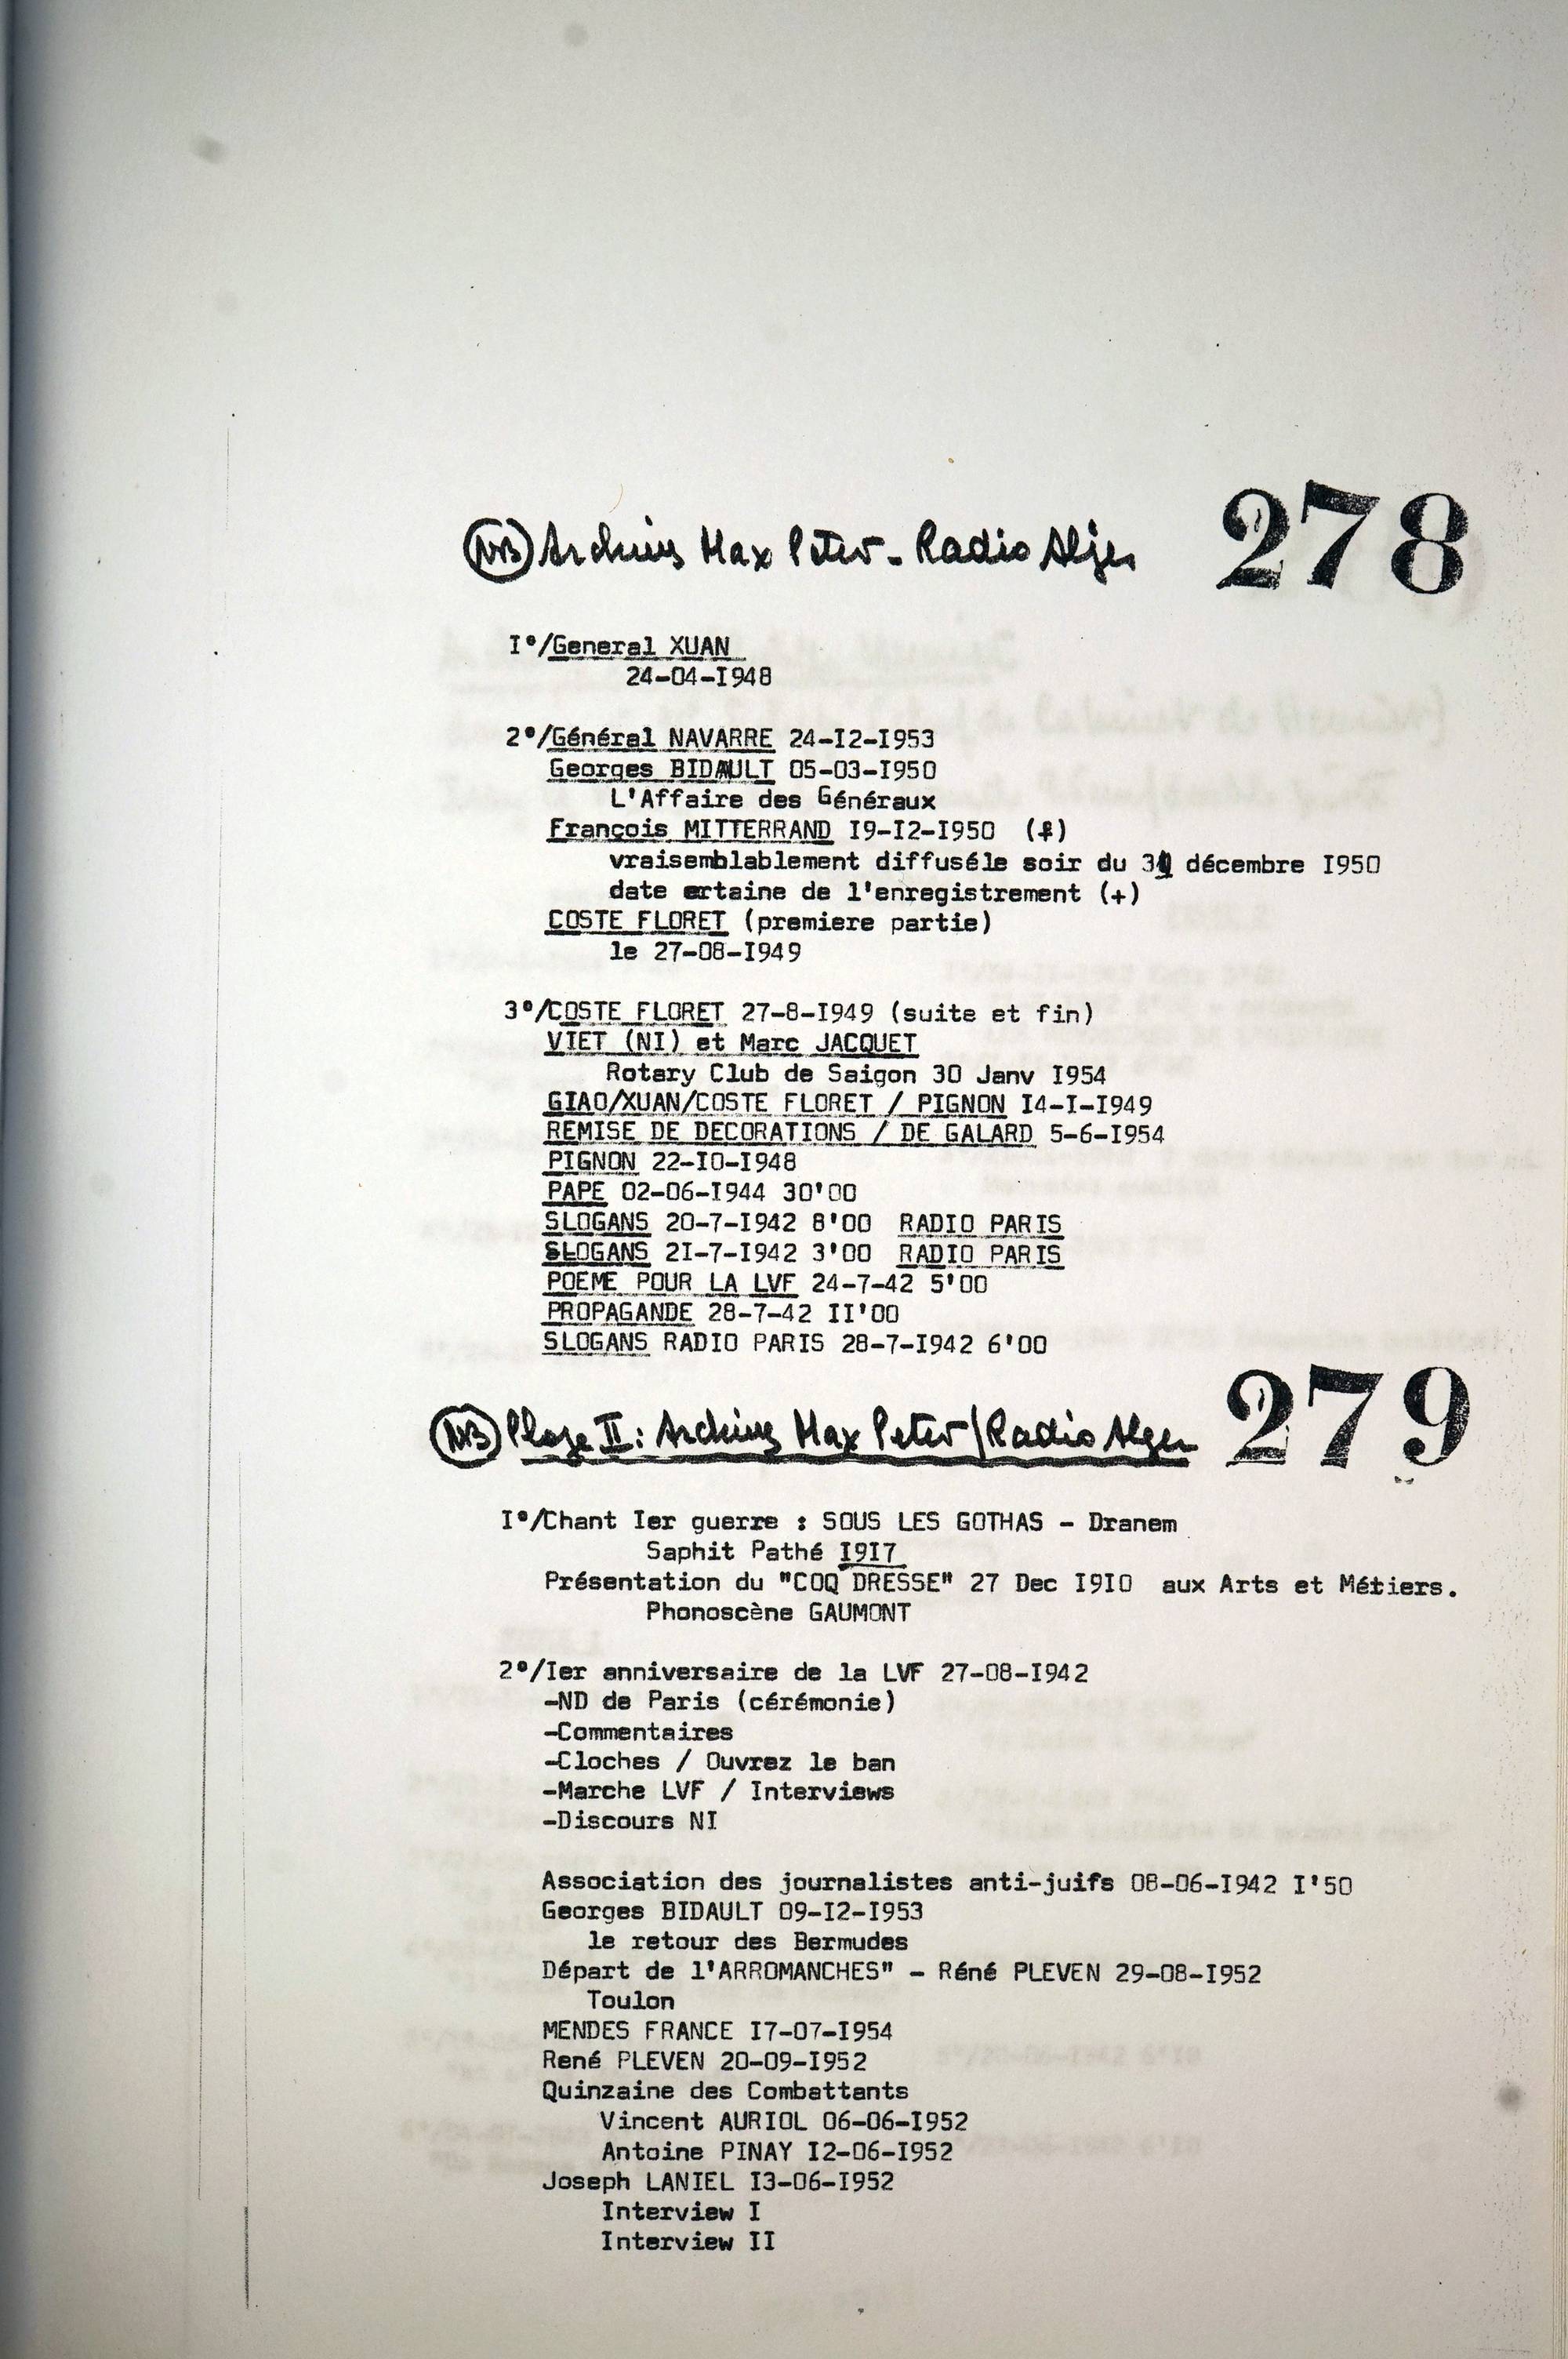 NB Archives Max Peter - Radio Alger 278
I°/General XUAN
24-04-I948
2°/Général NAVARRE 24-I2-I953
Georges BIDAULT 05-03-I950
L'Affaire des Généraux
François MITTERRAND I9-I2-I950 (+)
vraisemblablement diffuséle soir du décembre I950
date ertaine de l'enregistrement (+)
COSTE FLORET (premiere partie)
le 27-08-I949
3°/COSTE FLORET 27-8-I949 (suite et fin)
VIET (NI) et Marc JACQUET
Rotary Club de Saigon 30 Janv I954
GIAO/XUAN/COSTE FLORET / PIGNON I4-I-I949
REMISE DE DECORATIONS / DE GALARD 5-6-I954
PIGNON 22-IO-I948
PAPE 02-06-I944 30'00
SLOGANS 20-7-I942 8'00 RADIO PARIS
SLOGANS 2I-7-I942 3'00 RADIO PARIS
POEME POUR LA LVF 24-7-42 5'00
PROPAGANDE 28-7-42 II'00
SLOGANS RADIO PARIS 28-7-I942 6'00
NB Phase II : Archives Max Peter/Radio Alger 279
I°/Chant Ier guerre : SOUS LES GOTHAS - Dranem
Saphit Pathé I9I7
Présentation du "COQ DRESSE" 27 Dec I9I0 aux Arts et Métiers.
Phonoscène GAUMONT
2°/Ier anniversaire de la LVF 27-08-I942
-ND de Paris (cérémonie)
-Commentaires
-Cloches / Ouvrez le ban
-Marche LVF / Interviews
-Discours NI
Association des journalistes anti-juifs 08-06-I942 I'50
Georges BIDAULT 09-I2-I953
le retour des Bermudes
Départ de l'ARROMANCHES" - Réné PLEVEN 29-08-I952
Toulon
MENDES FRANCE I7-07-I954
René PLEVEN 20-09-I952
Quinzaine des Combattants
Vincent AURIOL 06-06-I952
Antoine PINAY I2-06-I952
Joseph LANIEL I3-06-I952
Interview I
Interview II